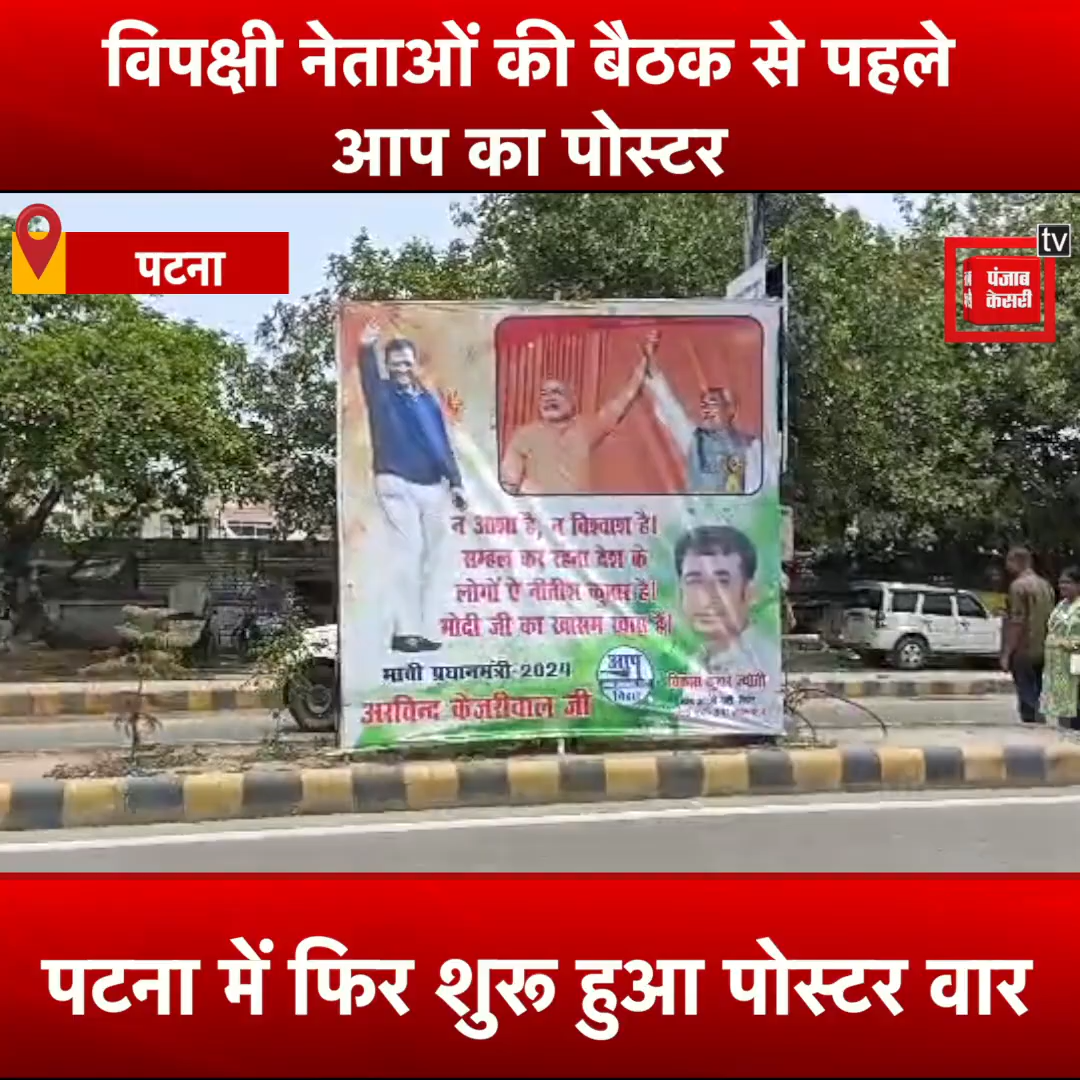 विपक्षी नेताओं की बैठक से पहले
आप का पोस्टर
पटना
tv
पंजाब
केसरी
न आशा है, न विश्वाश है।
सम्हल कर रहना देश के
लोगों ऐ नीतीश कुमार है।
मोदी जी का खासम खास है।
भावी प्रधानमंत्री 2024
अरविन्द केजरीवाल जी
आप
बिहार
विकास कुमार ज्योती
पटना में फिर शुरू हुआ पोस्टर वार